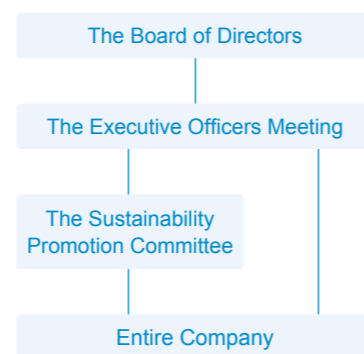 The Board of Directors
The Executive Officers Meeting
The Sustainability
Promotion Committee
Entire Company